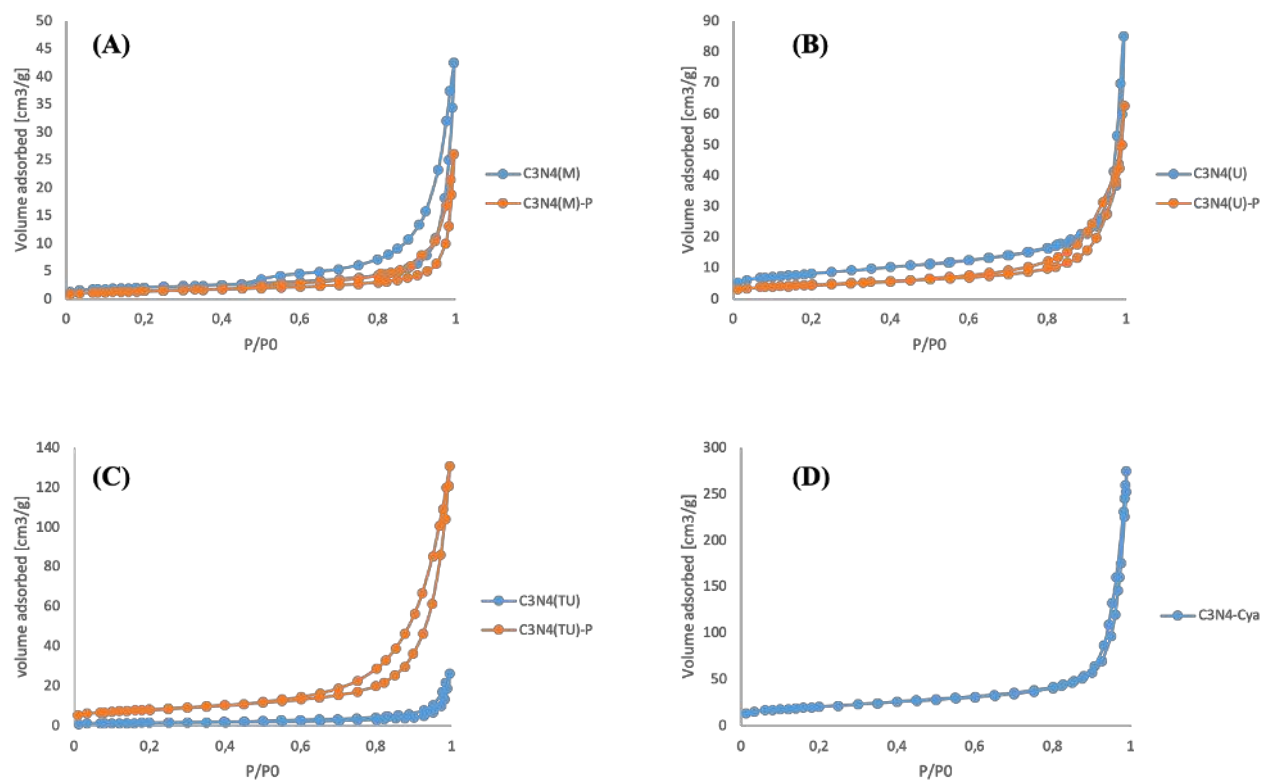 (A)
Volume adsorbed [cm3/g]
50
45
40
35
30
25
20
15
10
5
0
0 0,2 0,4 0,6 0,8 1
P/P0
C3N4(M)
C3N4(M)-P
(B)
Volume adsorbed [cm3/g]
90
80
70
60
50
40
30
20
10
0
0 0,2 0,4 0,6 0,8 1
P/P0
C3N4(U)
C3N4(U)-P
(C)
volume adsorbed [cm3/g]
140
120
100
80
60
40
20
0
0 0,2 0,4 0,6 0,8 1
P/P0
C3N4(TU)
C3N4(TU)-P
(D)
Volume adsorbed [cm3/g]
300
250
200
150
100
50
0
0 0,2 0,4 0,6 0,8 1
P/P0
C3N4-Cya